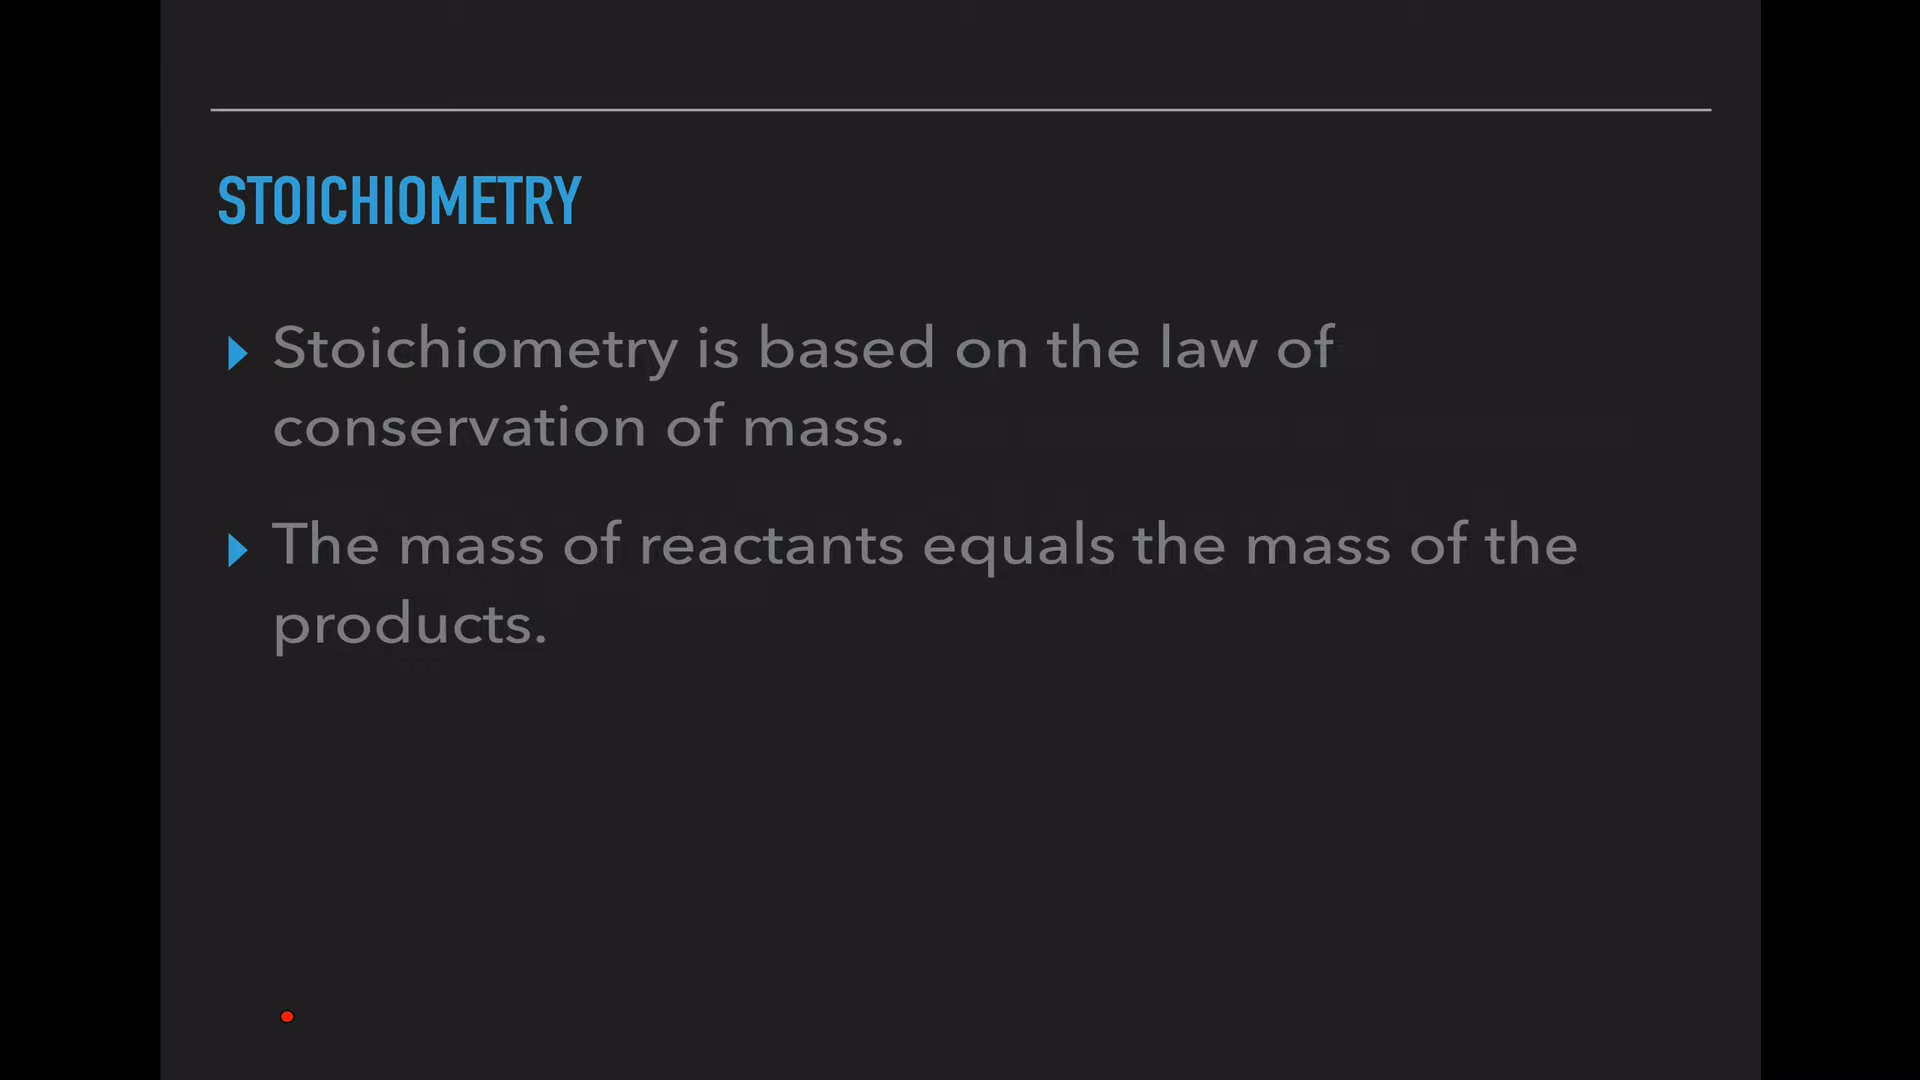 STOICHIOMETRY
Stoichiometry is based on the law of
conservation of mass.
The mass of reactants equals the mass of the
products.